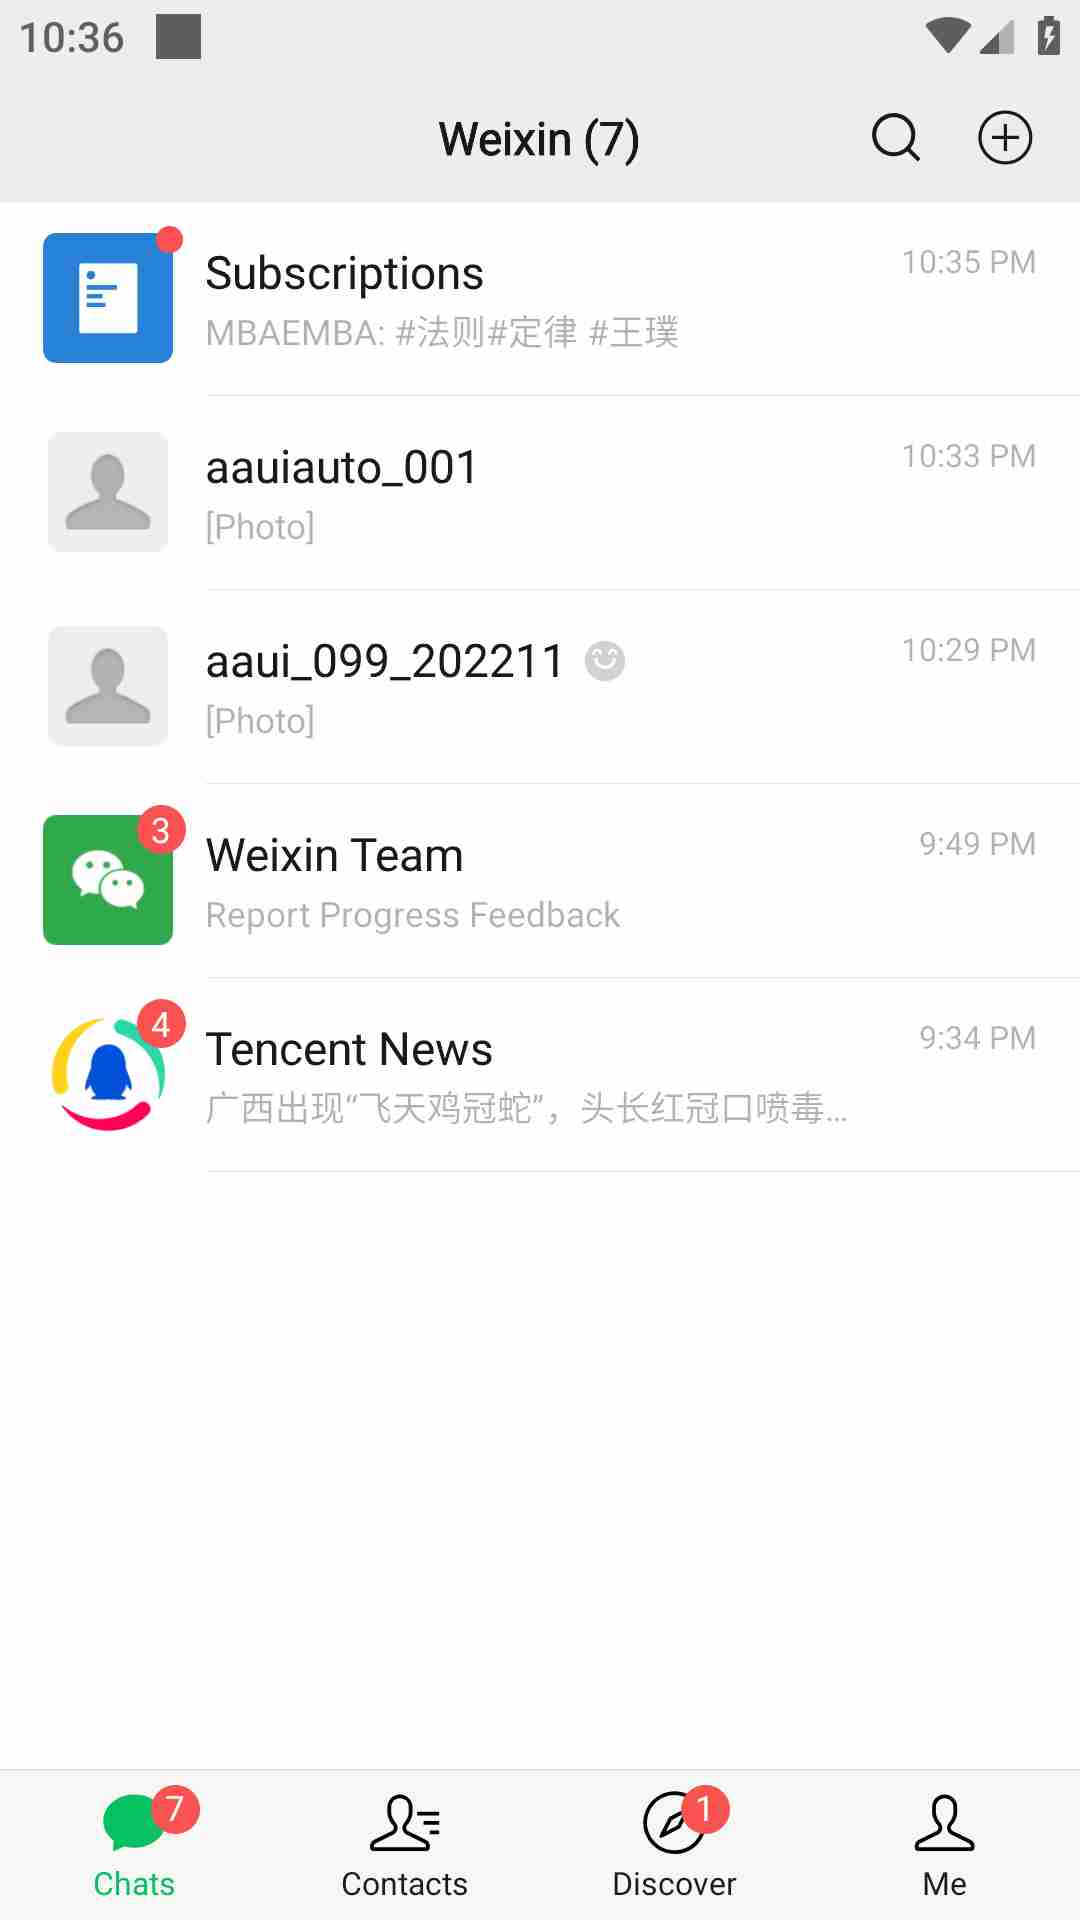 10:36
Weixin (7)
Subscriptions
10:35 PM
MBAEMBA: #法则#定律 #王璞
aauiauto_001
10:33 PM
[Photo]
aaui_099_202211
10:29 PM
[Photo]
3
Weixin Team
9:49 PM
Report Progress Feedback
4
Tencent News
9:34 PM
广西出现“飞天鸡冠蛇”，头长红冠口喷毒...
7
1
Chats
Contacts
Discover
Me